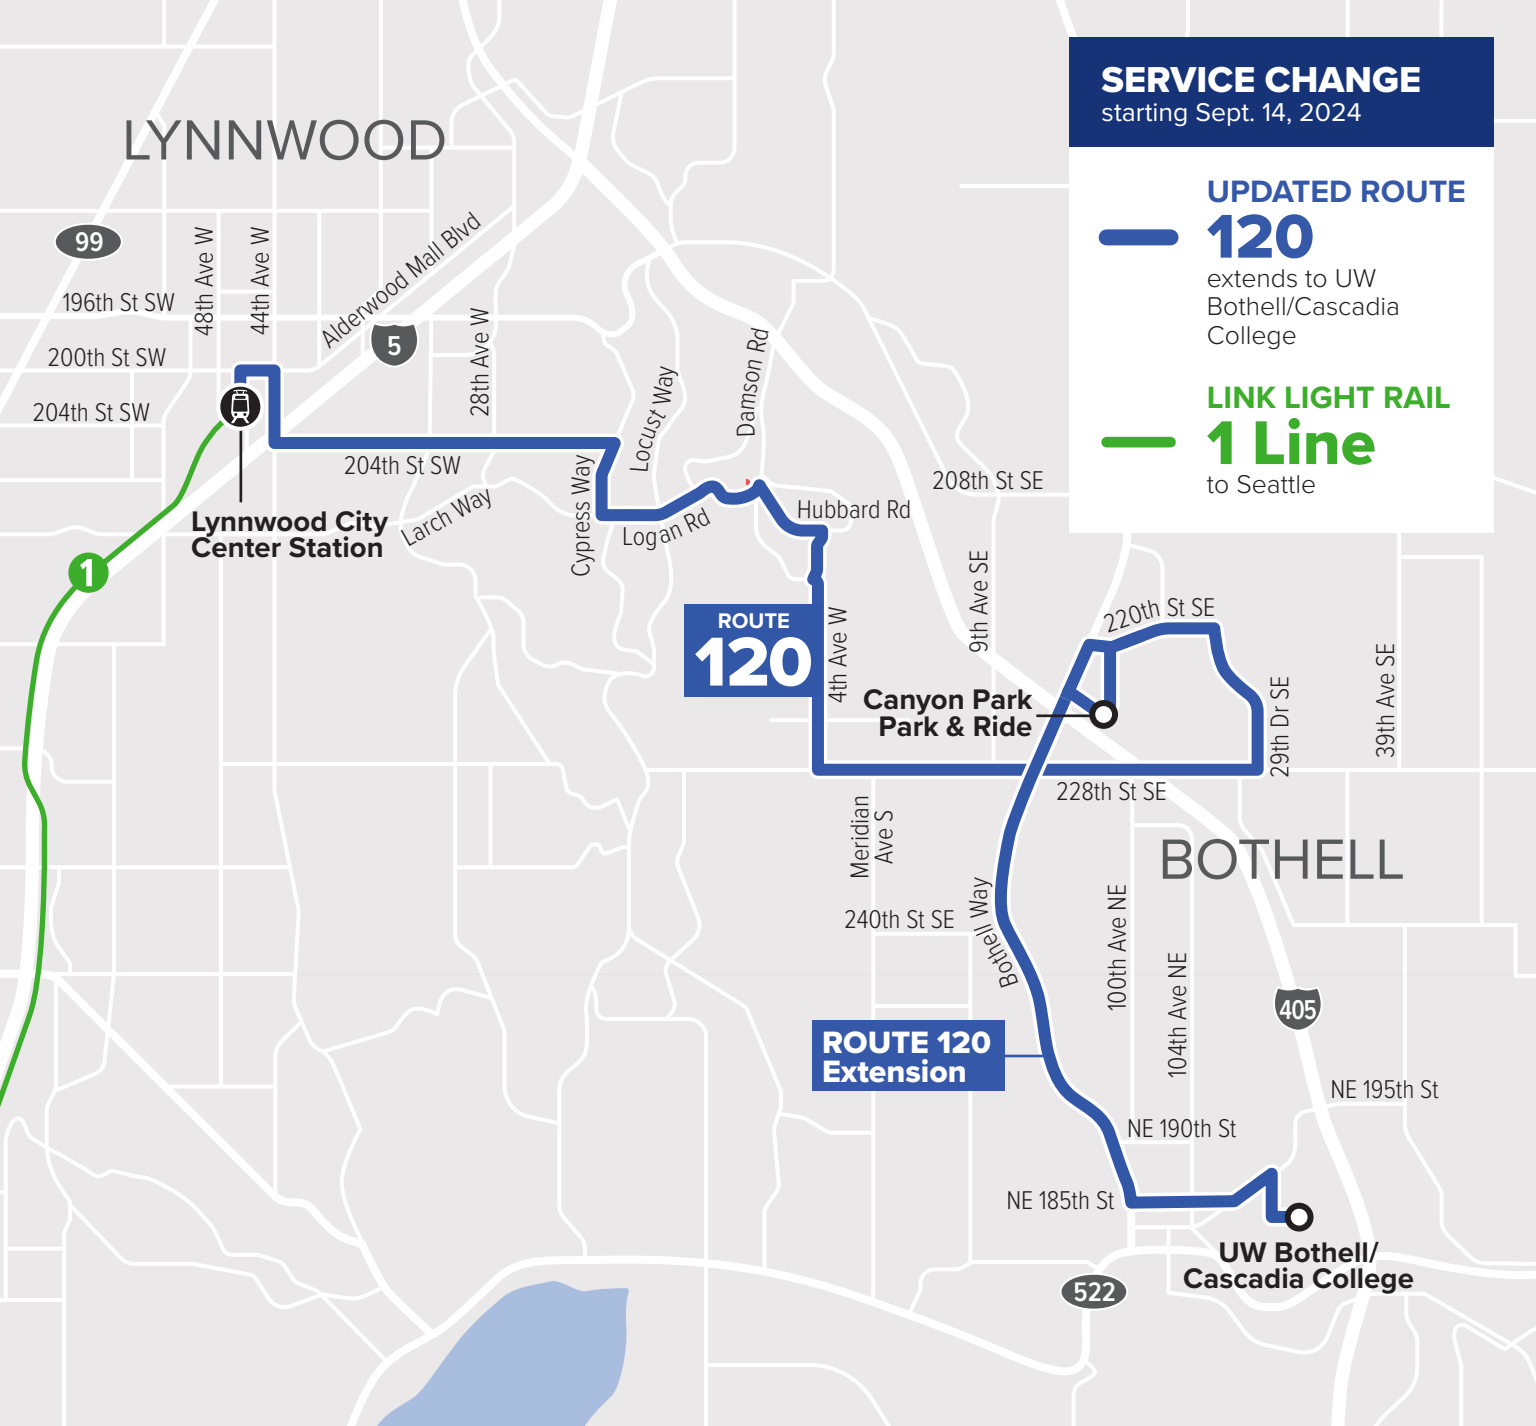 SERVICE CHANGE
starting Sept. 14, 2024
UPDATED ROUTE
120
extends to UW
Bothell/Cascadia
College
LINK LIGHT RAIL
1 Line
to Seattle
LYNNWOOD
99
48th Ave W
44th Ave W
Alderwood Mall Blvd
196th St SW
5
28th Ave W
200th St SW
204th St SW
Locust Way
Damson Rd
204th St SW
Cypress Way
Larch Way
Logan Rd
Hubbard Rd
208th St SE
Lynnwood City
Center Station
1
9th Ave SE
220th St SE
ROUTE
120
4th Ave W
Canyon Park
Park & Ride
29th Dr SE
39th Ave SE
228th St SE
Meridian
Ave S
BOTHELL
240th St SE
Bothell Way
100th Ave NE
104th Ave NE
405
ROUTE 120
Extension
NE 195th St
NE 190th St
NE 185th St
UW Bothell/
Cascadia College
522